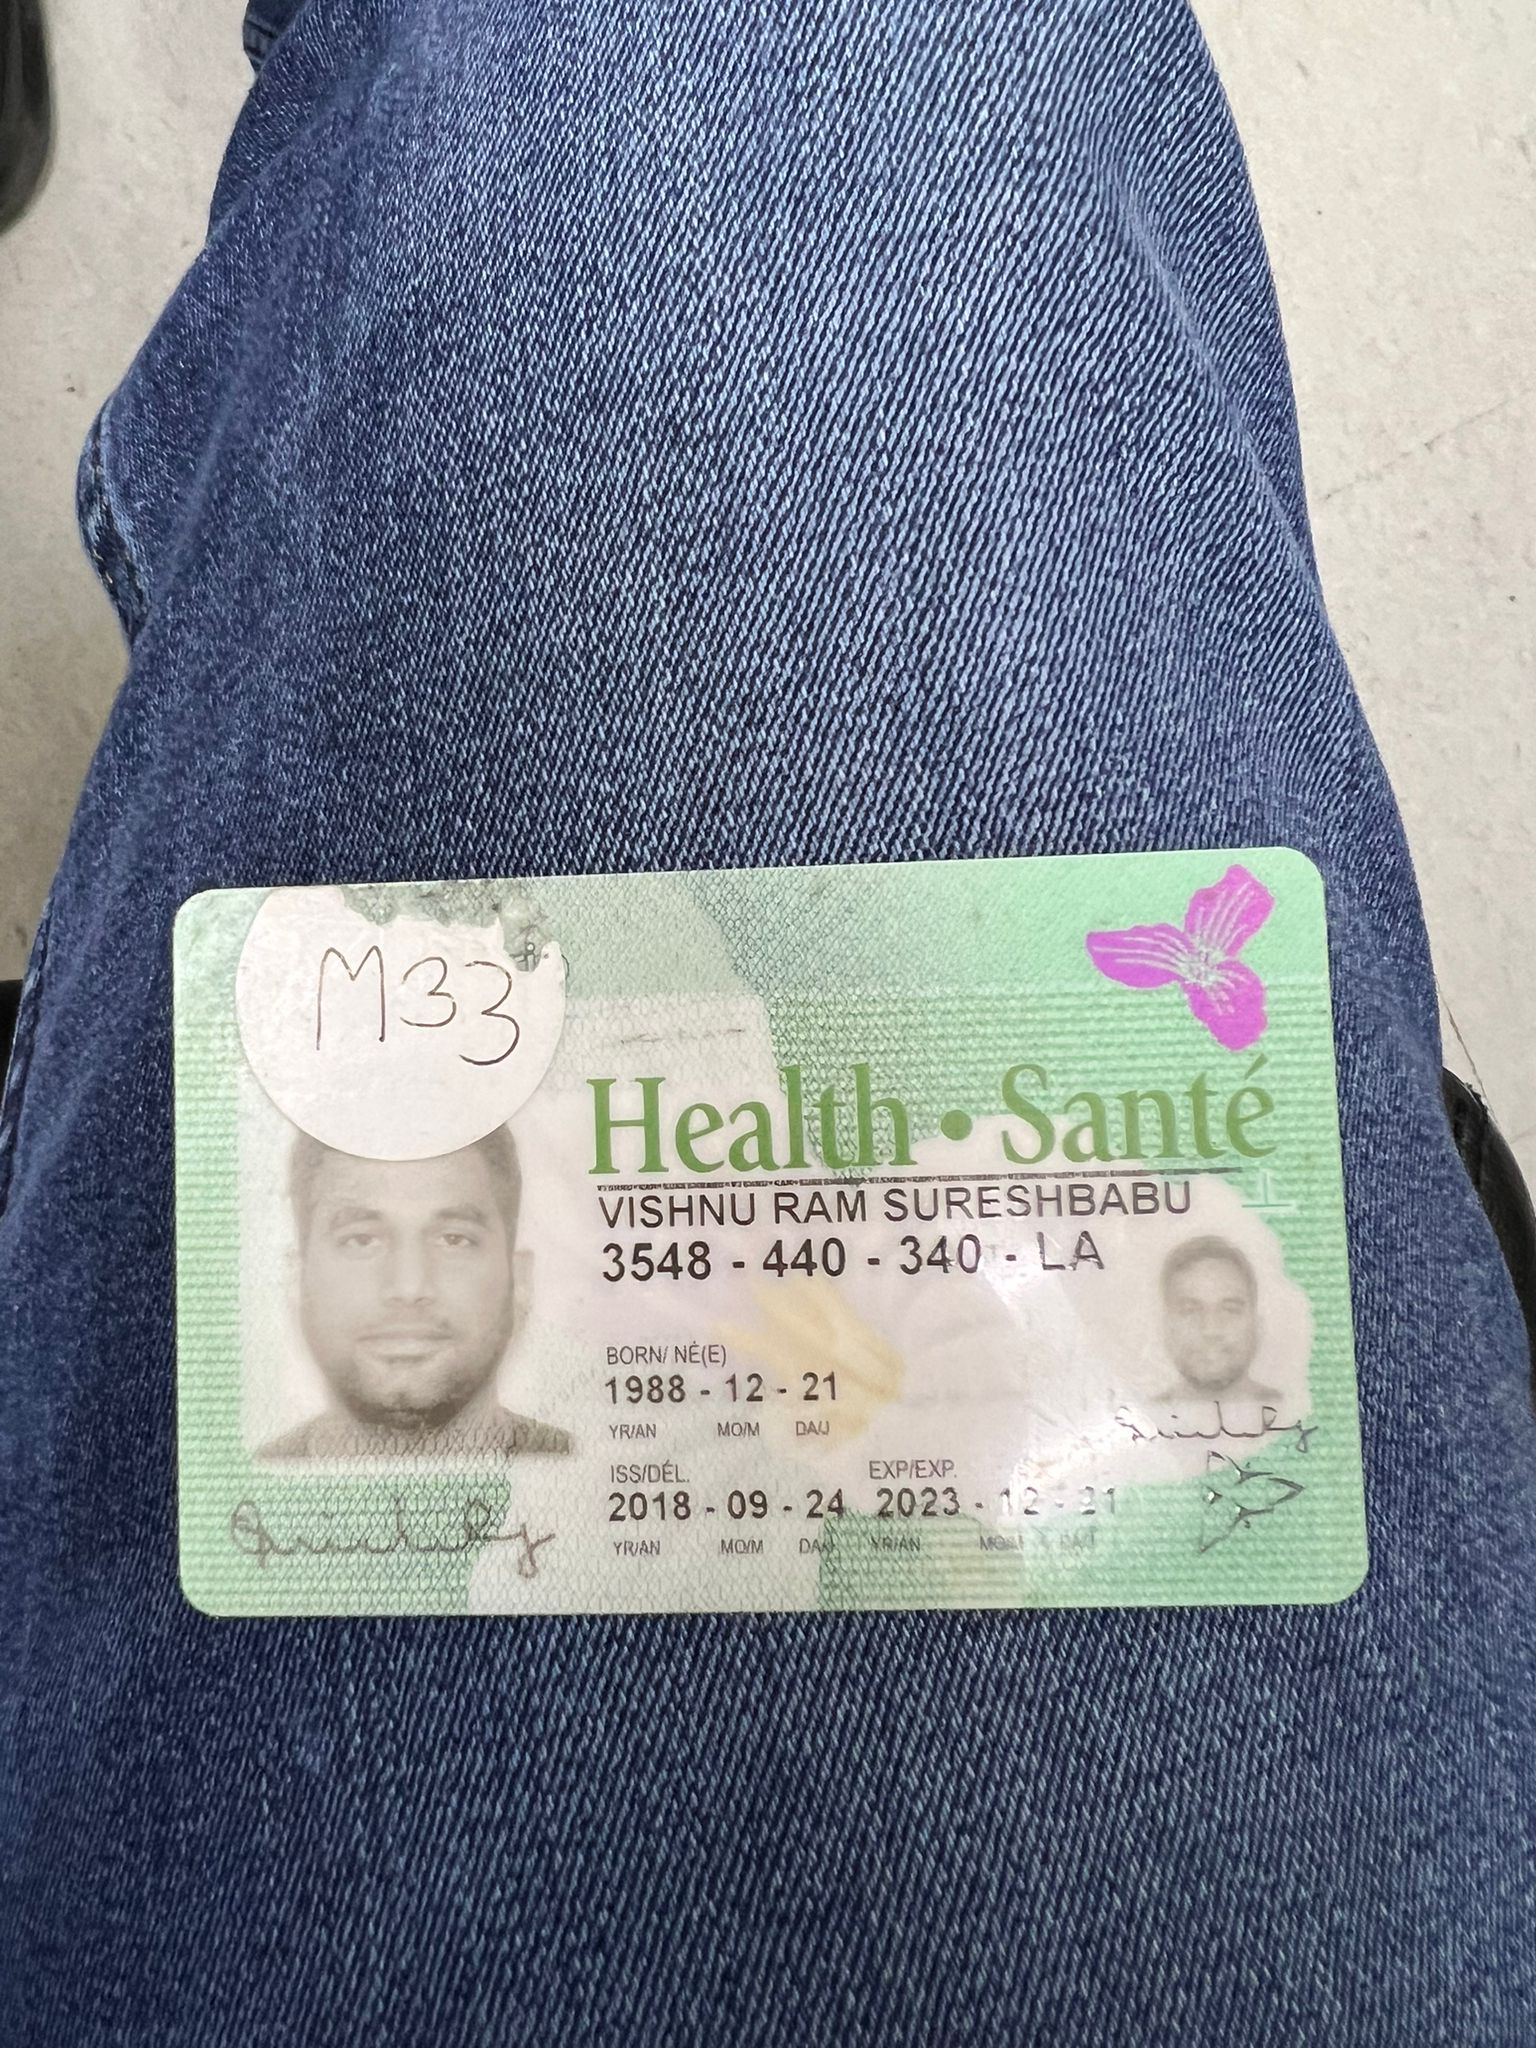 M33
Health • Santé
VISHNU RAM SURESHBABU
3548 - 440 - 340 - LA
BORN/ NÉ(E)
1988 - 12 - 21
YR/AN MO/M DA/J
ISS/DÉL. EXP/EXP.
2018 - 09 - 24 2023 - 12 - 21
YR/AN MO/M DA/J YR/AN MO/M DA/J